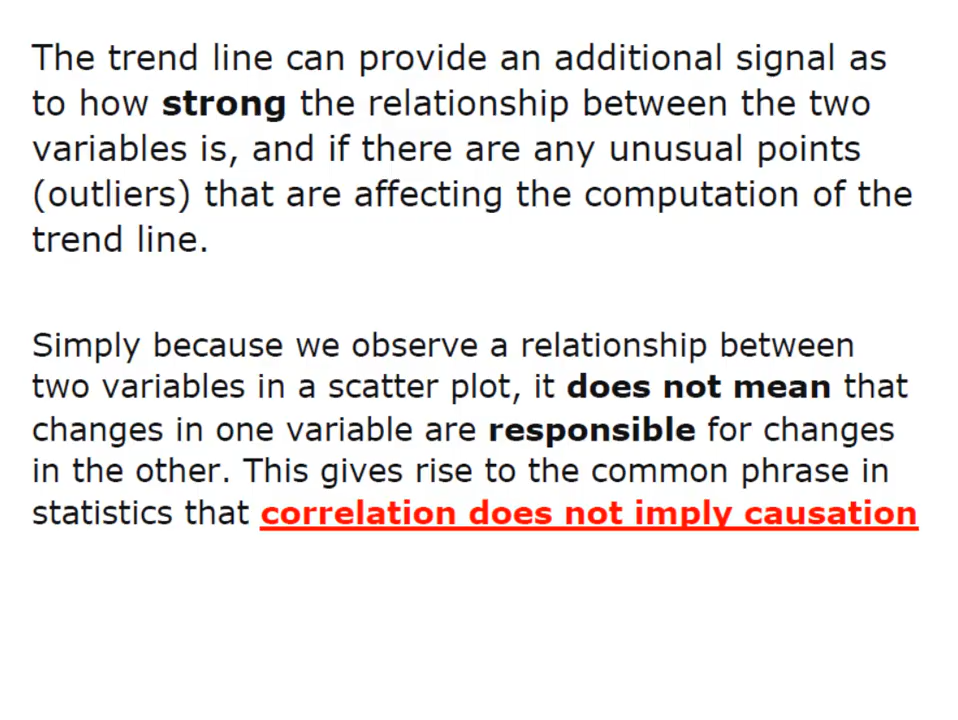 The trend line can provide an additional signal as
to how strong the relationship between the two
variables is, and if there are any unusual points
(outliers) that are affecting the computation of the
trend line.
Simply because we observe a relationship between
two variables in a scatter plot, it does not mean that
changes in one variable are responsible for changes
in the other. This gives rise to the common phrase in
statistics that correlation does not imply causation